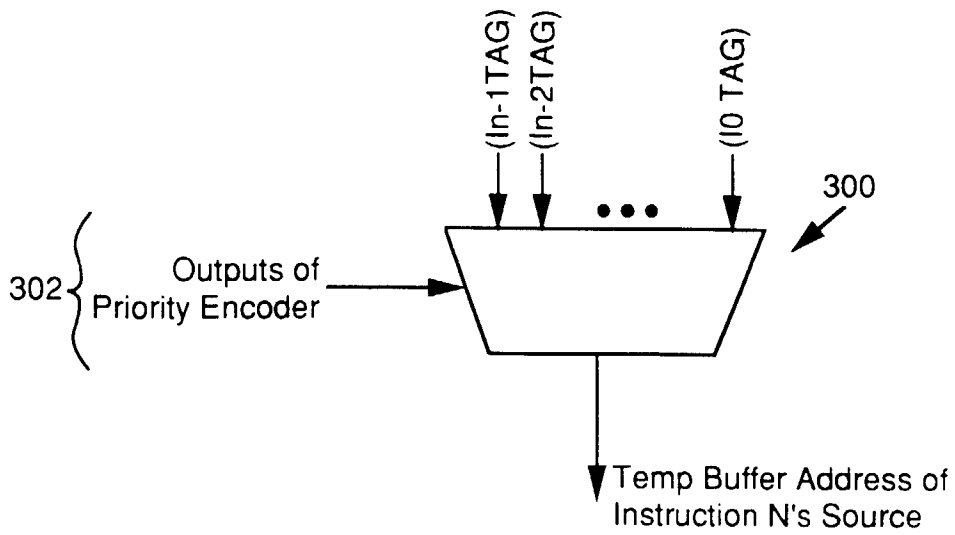 (In-1TAG)
(In-2TAG)
(I0 TAG)
300
302
Outputs of
Priority Encoder
Temp Buffer Address of
Instruction N's Source